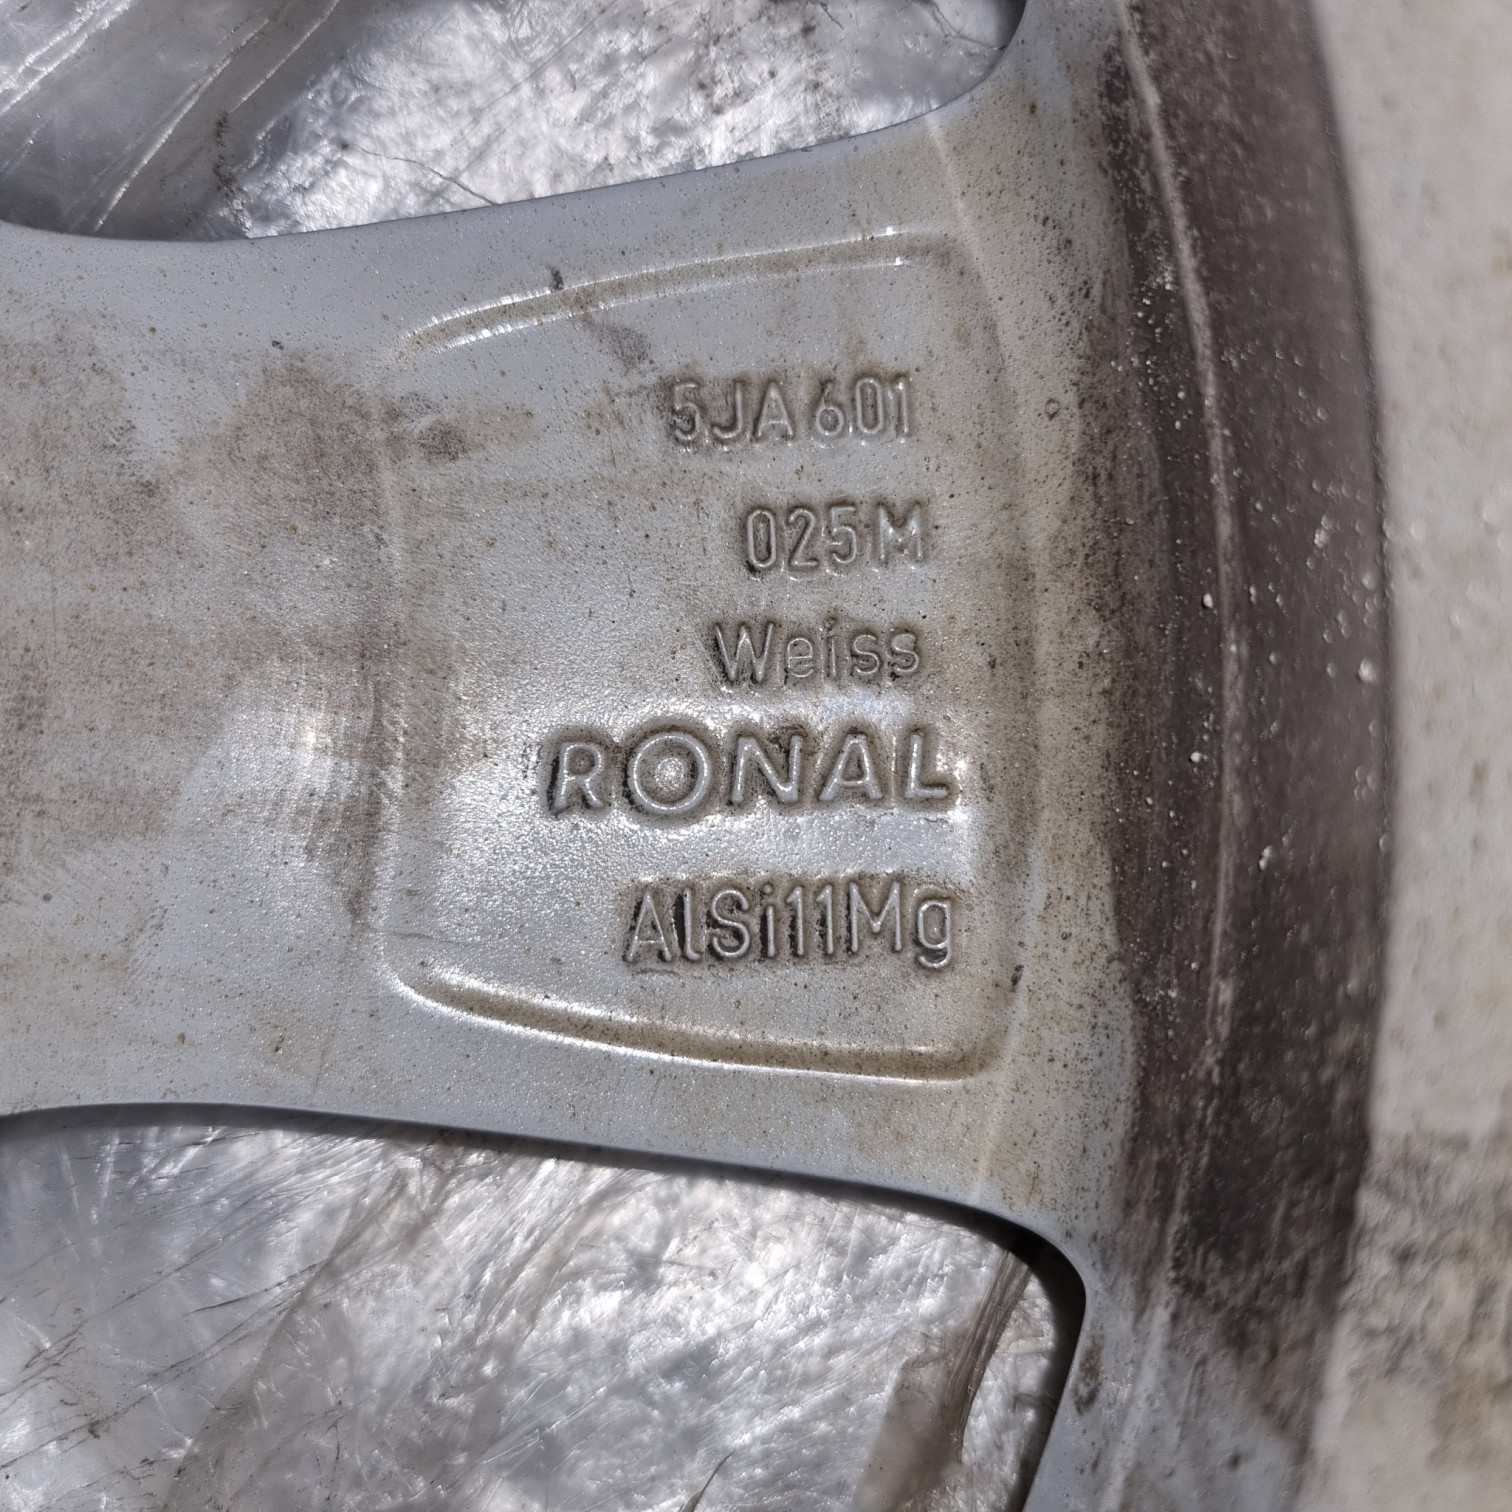 5JA 601
025 M
Weiss
RONAL
AlSi11Mg